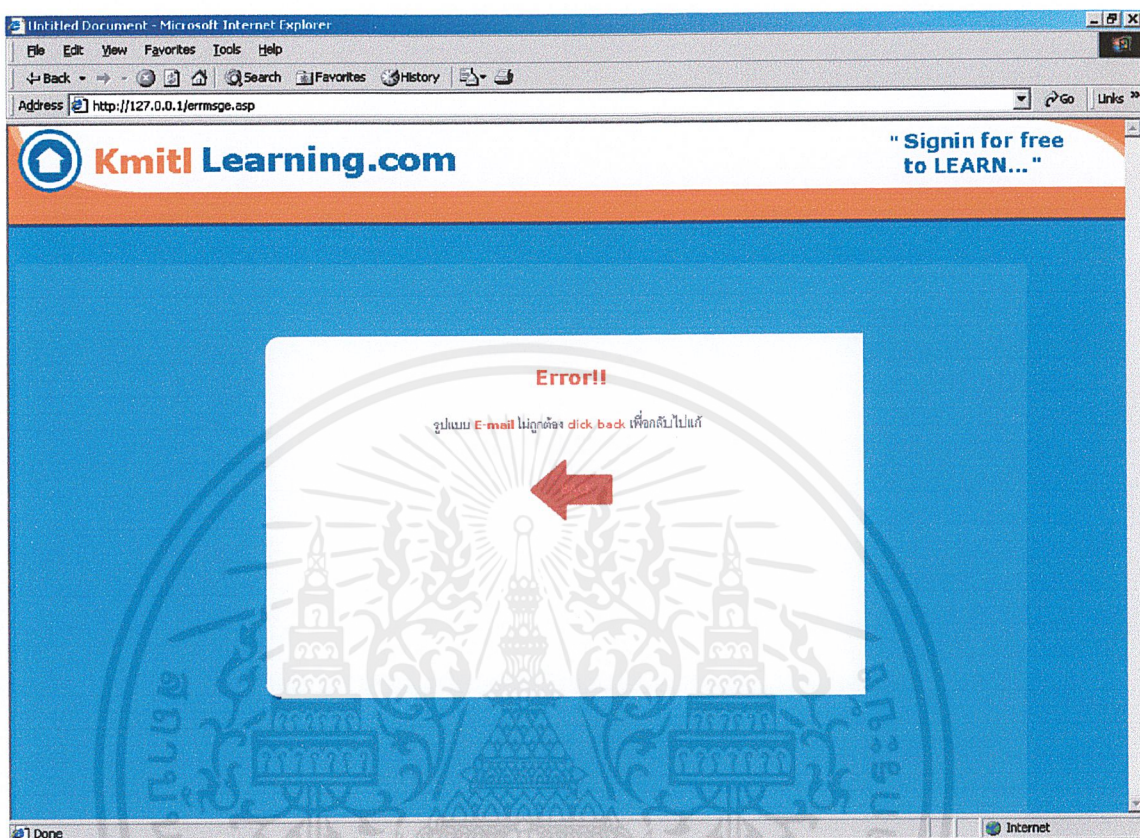 Untitled Document - Microsoft Internet Explorer
File Edit View Favorites Tools Help
Back Search Favorites History
Address http://127.0.0.1/errmsge.asp Go Links »
Kmitl Learning.com
" Signin for free
to LEARN... "
Error!!
รูปแบบ E-mail ไม่ถูกต้อง click back เพื่อกลับไปแก้
BACK
Done Internet